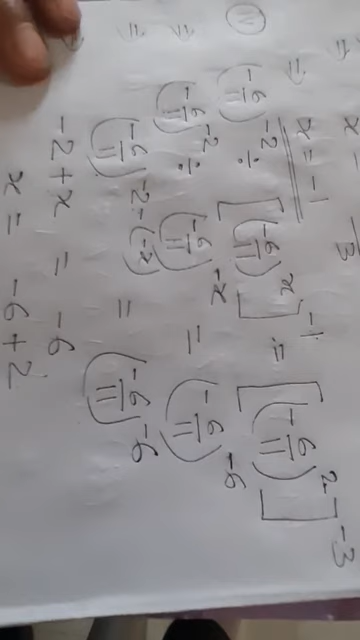 ⇒ x = -1
(IV) (-6/11)^-2 ÷ [(-6/11)^x]^-1 = [(-6/11)^2]^-3
⇒ (-6/11)^-2 ÷ (-6/11)^-x = (-6/11)^-6
⇒ (-6/11)^-2-(-x) = (-6/11)^-6
-2+x = -6
x = -6+2